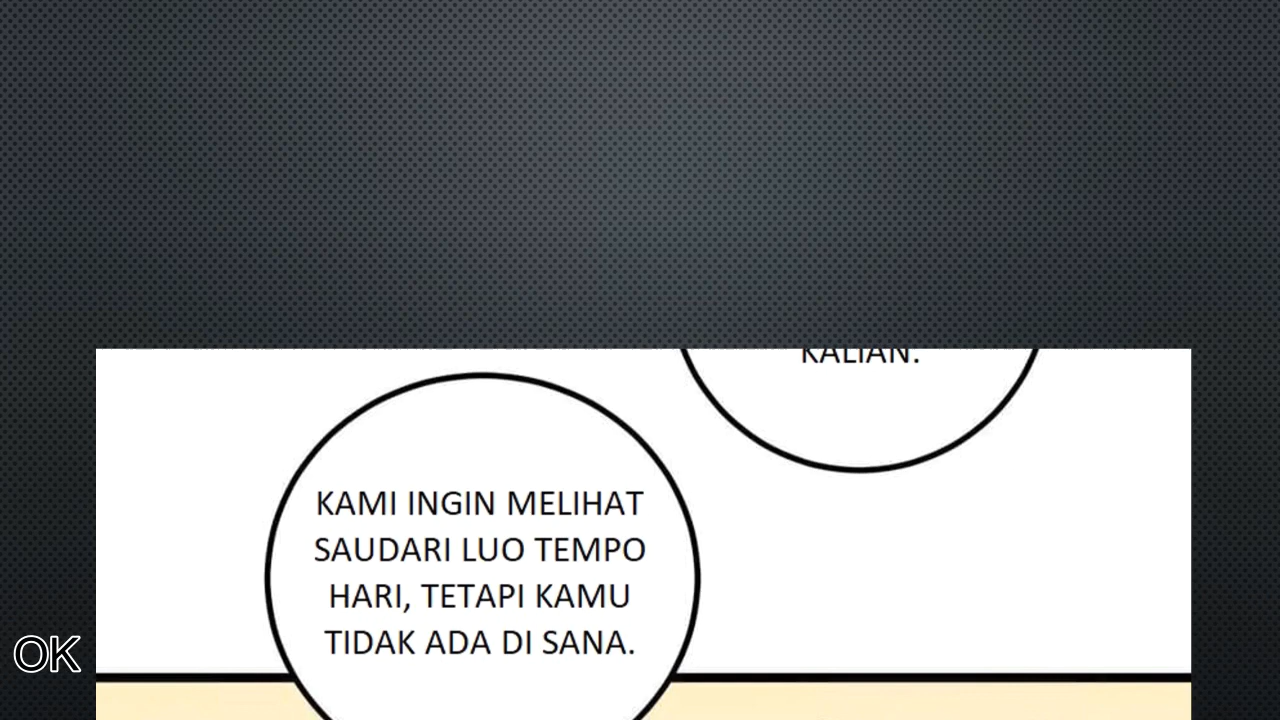 KALIAN.
KAMI INGIN MELIHAT
SAUDARI LUO TEMPO
HARI, TETAPI KAMU
TIDAK ADA DI SANA.
OK